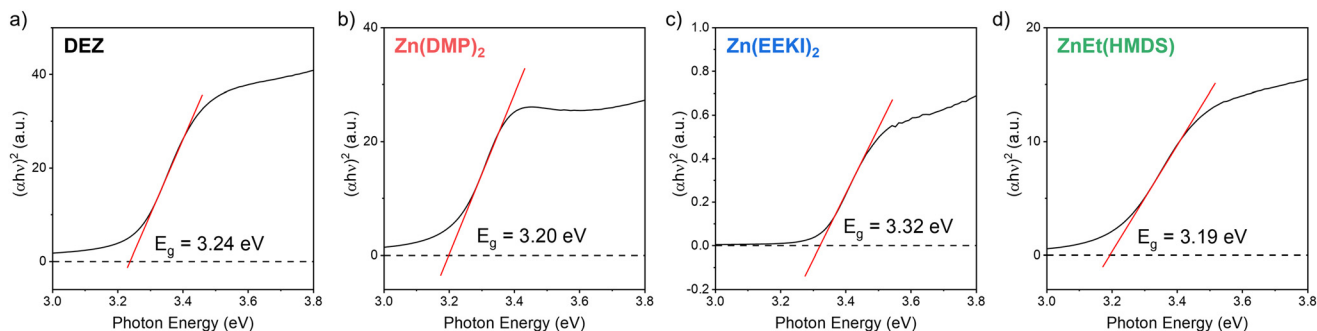 a)
DEZ
(αhν)² (a.u.)
40
20
0
E₉ = 3.24 eV
3.0 3.2 3.4 3.6 3.8
Photon Energy (eV)
b)
Zn(DMP)₂
(αhν)² (a.u.)
40
20
0
E₉ = 3.20 eV
3.0 3.2 3.4 3.6 3.8
Photon Energy (eV)
c)
Zn(EEKI)₂
(αhν)² (a.u.)
1.0
0.8
0.6
0.4
0.2
0.0
-0.2
E₉ = 3.32 eV
3.0 3.2 3.4 3.6 3.8
Photon Energy (eV)
d)
ZnEt(HMDS)
(αhν)² (a.u.)
20
10
0
E₉ = 3.19 eV
3.0 3.2 3.4 3.6 3.8
Photon Energy (eV)